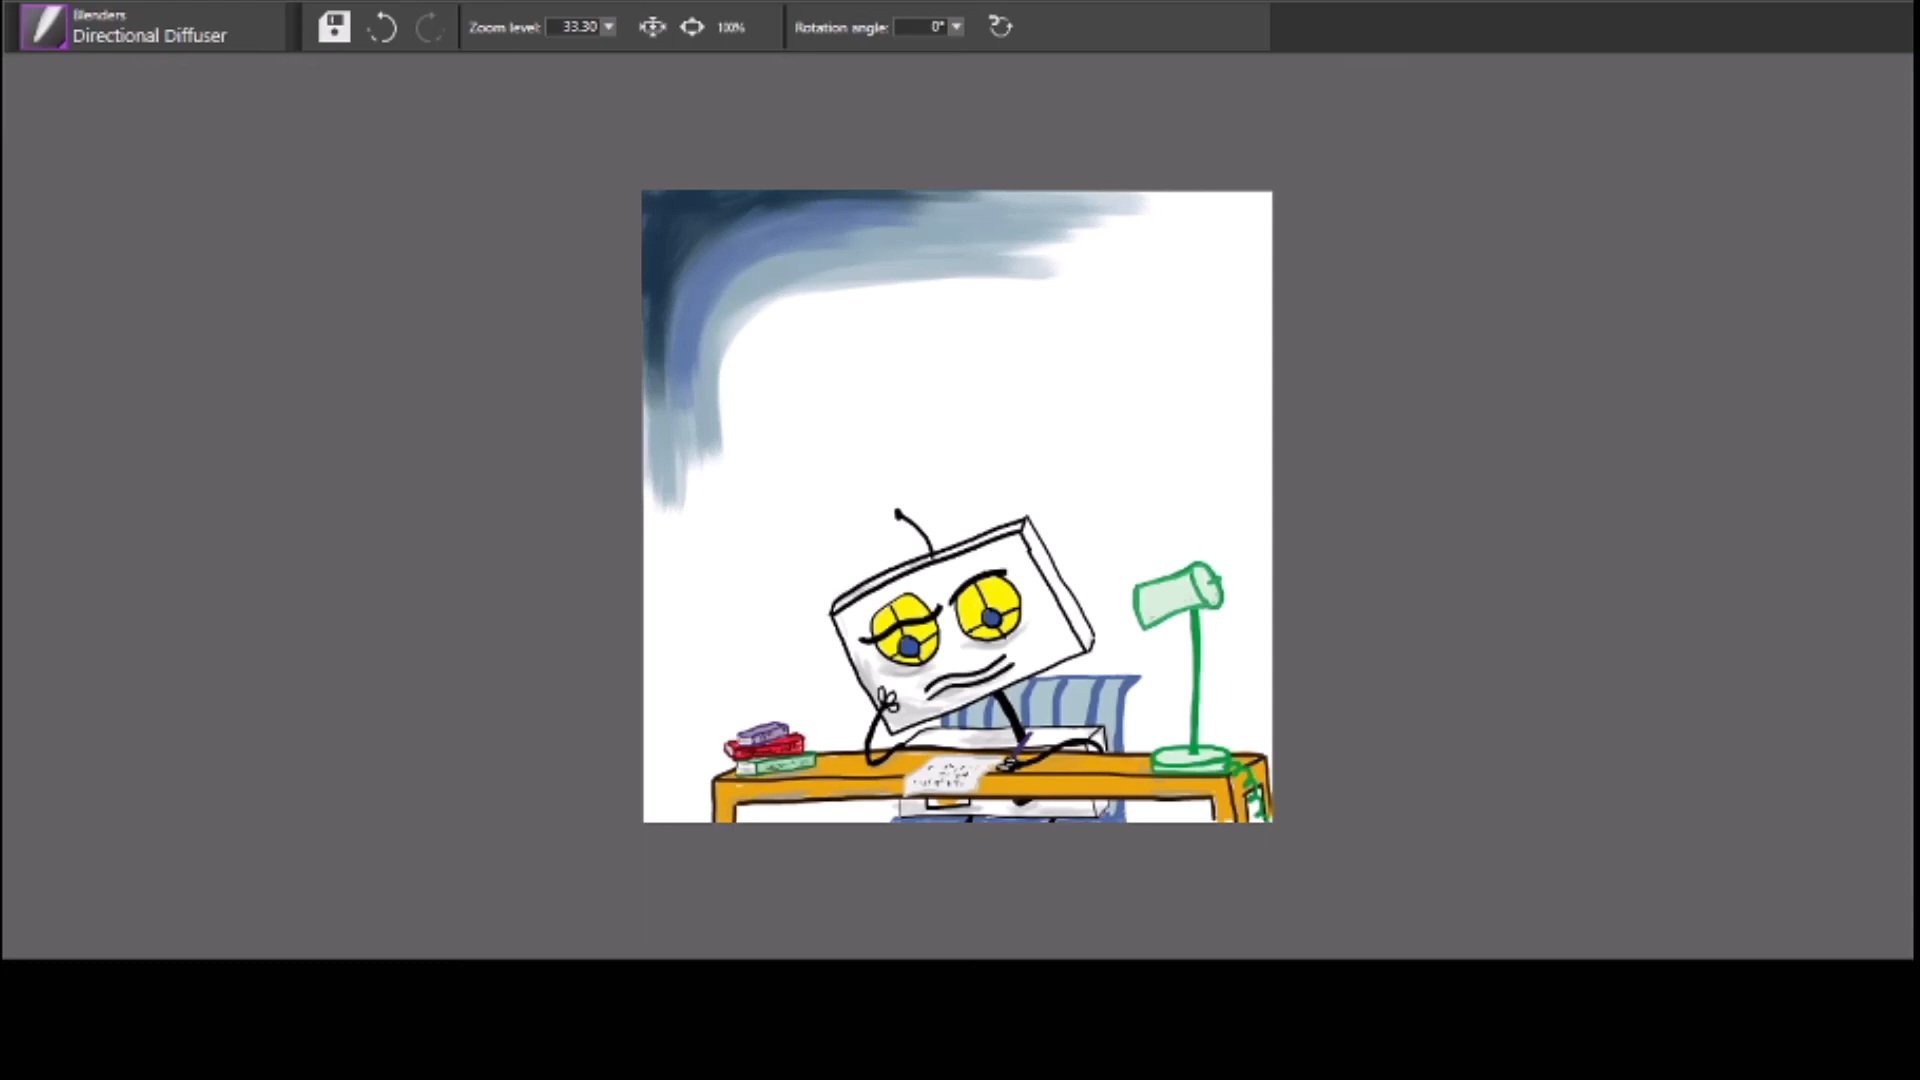 Blenders
Directional Diffuser
Zoom level: 33.30
100%
Rotation angle: 0°